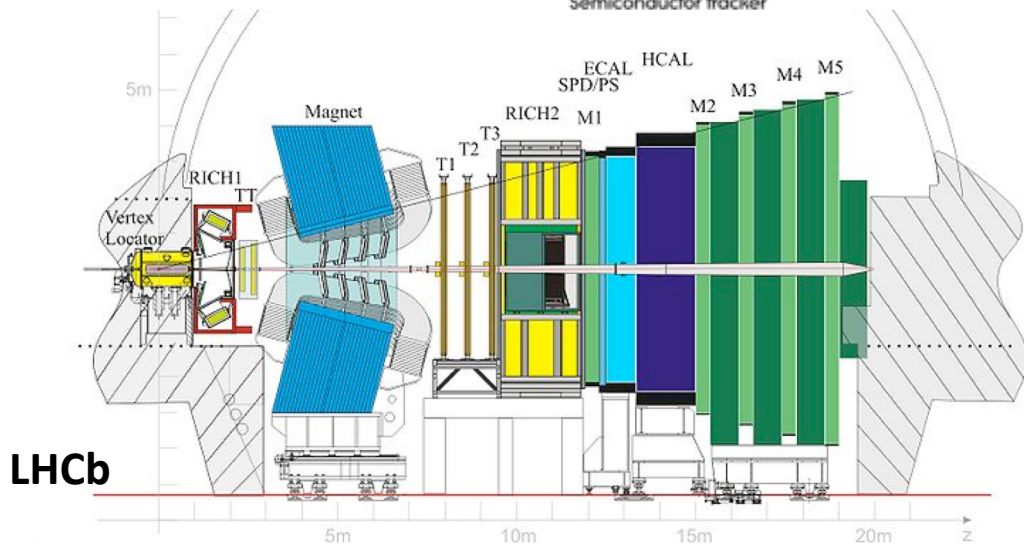 Semiconductor tracker
5m
Magnet
RICH1
TT
Vertex
Locator
T1
T2
T3
RICH2
M1
SPD/PS
ECAL
HCAL
M2
M3
M4
M5
LHCb
5m
10m
15m
20m
z